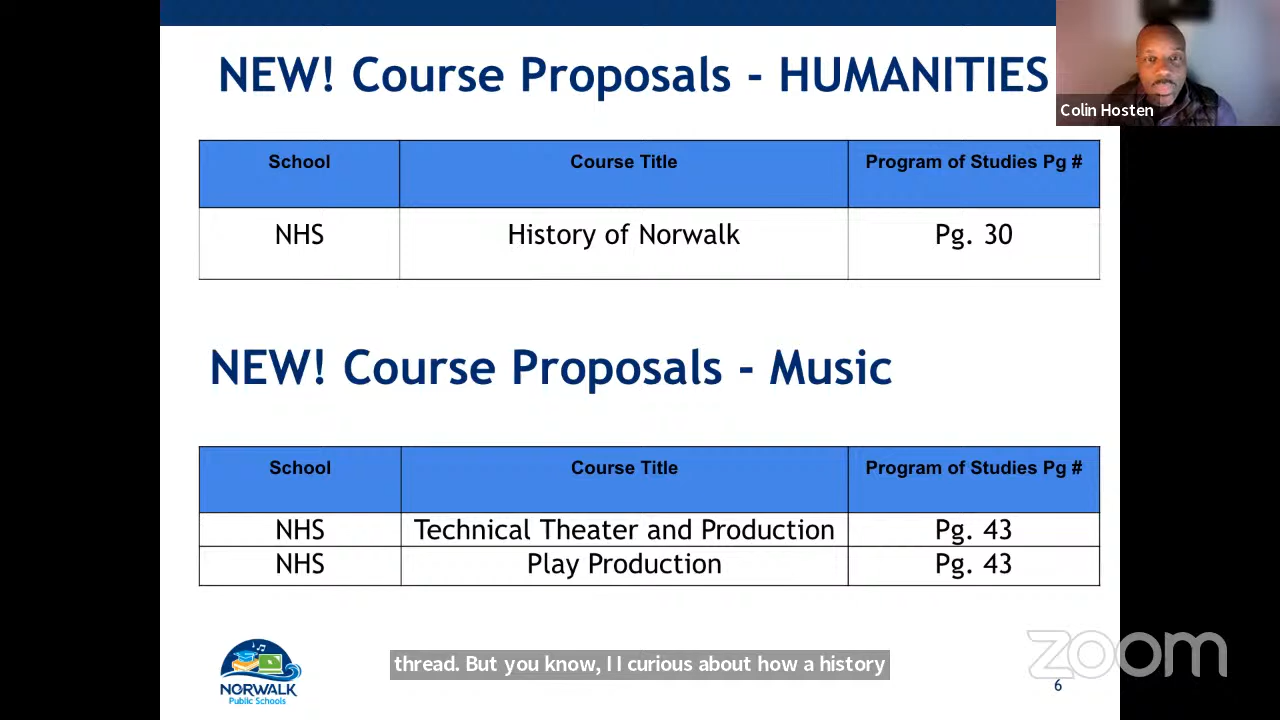 NEW! Course Proposals - HUMANITIES
Colin Hosten
School Course Title Program of Studies Pg #
NHS History of Norwalk Pg. 30
NEW! Course Proposals - Music
School Course Title Program of Studies Pg #
NHS Technical Theater and Production Pg. 43
NHS Play Production Pg. 43
NORWALK
Public Schools
thread. But you know, I I curious about how a history
zoom
6